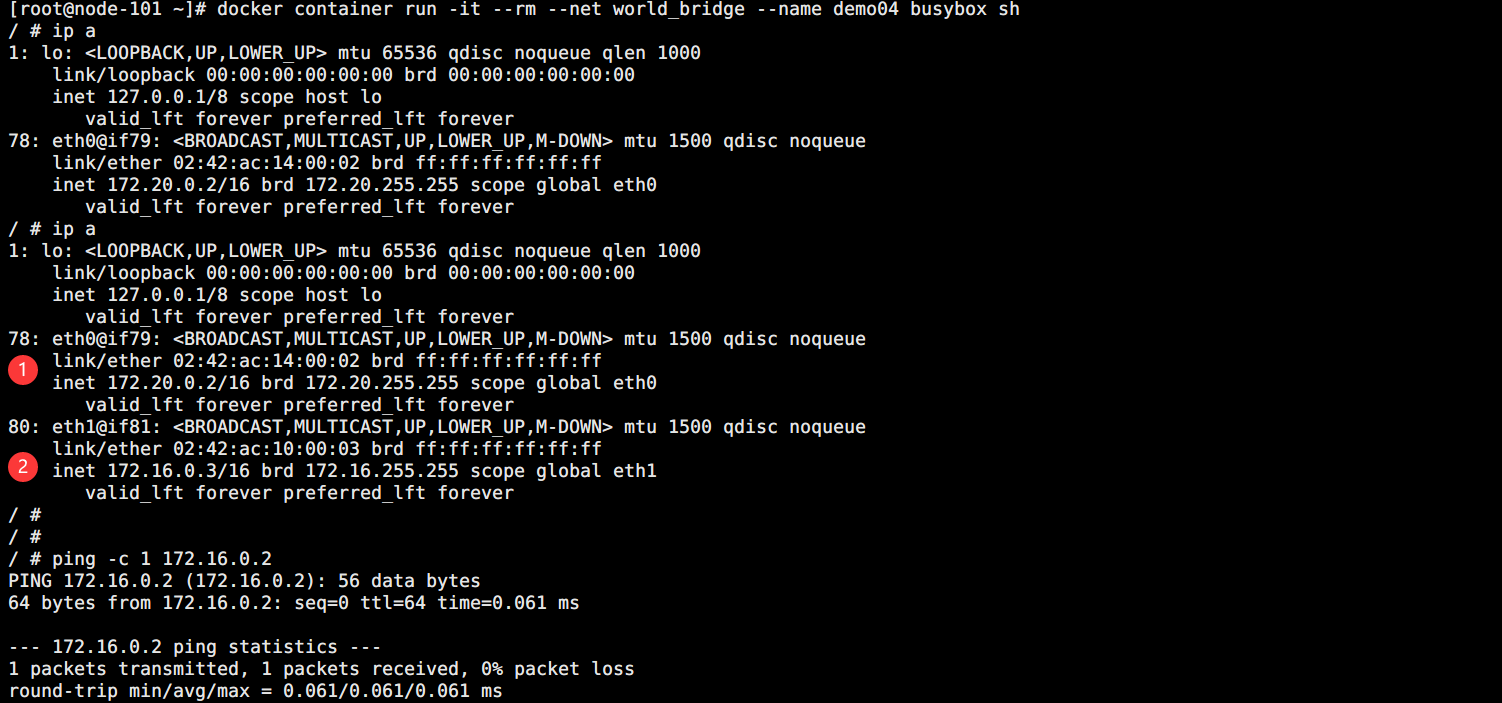 [root@node-101 ~]# docker container run -it --rm --net world_bridge --name demo04 busybox sh
/ # ip a
1: lo: <LOOPBACK,UP,LOWER_UP> mtu 65536 qdisc noqueue qlen 1000
    link/loopback 00:00:00:00:00:00 brd 00:00:00:00:00:00
    inet 127.0.0.1/8 scope host lo
       valid_lft forever preferred_lft forever
78: eth0@if79: <BROADCAST,MULTICAST,UP,LOWER_UP,M-DOWN> mtu 1500 qdisc noqueue
    link/ether 02:42:ac:14:00:02 brd ff:ff:ff:ff:ff:ff
    inet 172.20.0.2/16 brd 172.20.255.255 scope global eth0
       valid_lft forever preferred_lft forever
/ # ip a
1: lo: <LOOPBACK,UP,LOWER_UP> mtu 65536 qdisc noqueue qlen 1000
    link/loopback 00:00:00:00:00:00 brd 00:00:00:00:00:00
    inet 127.0.0.1/8 scope host lo
       valid_lft forever preferred_lft forever
78: eth0@if79: <BROADCAST,MULTICAST,UP,LOWER_UP,M-DOWN> mtu 1500 qdisc noqueue
    link/ether 02:42:ac:14:00:02 brd ff:ff:ff:ff:ff:ff
1
    inet 172.20.0.2/16 brd 172.20.255.255 scope global eth0
       valid_lft forever preferred_lft forever
80: eth1@if81: <BROADCAST,MULTICAST,UP,LOWER_UP,M-DOWN> mtu 1500 qdisc noqueue
    link/ether 02:42:ac:10:00:03 brd ff:ff:ff:ff:ff:ff
2
    inet 172.16.0.3/16 brd 172.16.255.255 scope global eth1
       valid_lft forever preferred_lft forever
/ #
/ #
/ # ping -c 1 172.16.0.2
PING 172.16.0.2 (172.16.0.2): 56 data bytes
64 bytes from 172.16.0.2: seq=0 ttl=64 time=0.061 ms

--- 172.16.0.2 ping statistics ---
1 packets transmitted, 1 packets received, 0% packet loss
round-trip min/avg/max = 0.061/0.061/0.061 ms